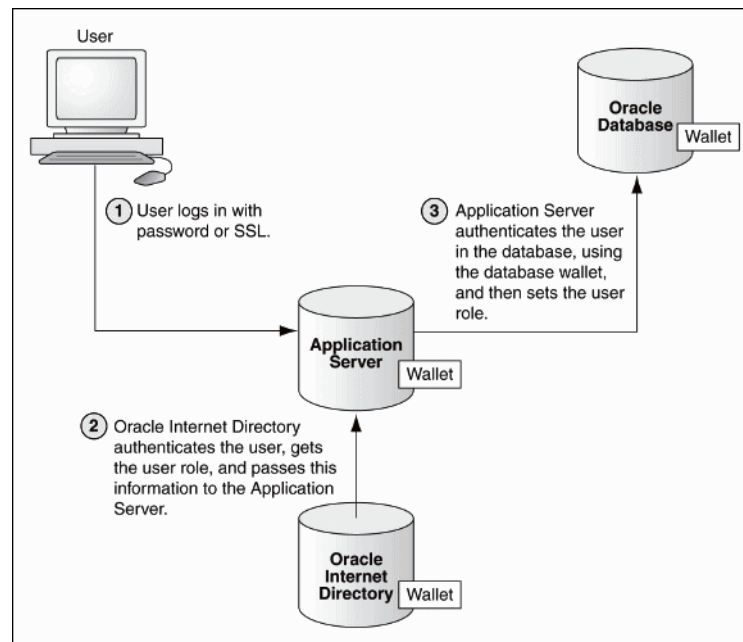 User
Oracle
Database
Wallet
1 User logs in with
password or SSL.
3 Application Server
authenticates the user
in the database, using
the database wallet,
and then sets the user
role.
Application
Server
Wallet
2 Oracle Internet Directory
authenticates the user, gets
the user role, and passes this
information to the Application
Server.
Oracle
Internet
Directory
Wallet